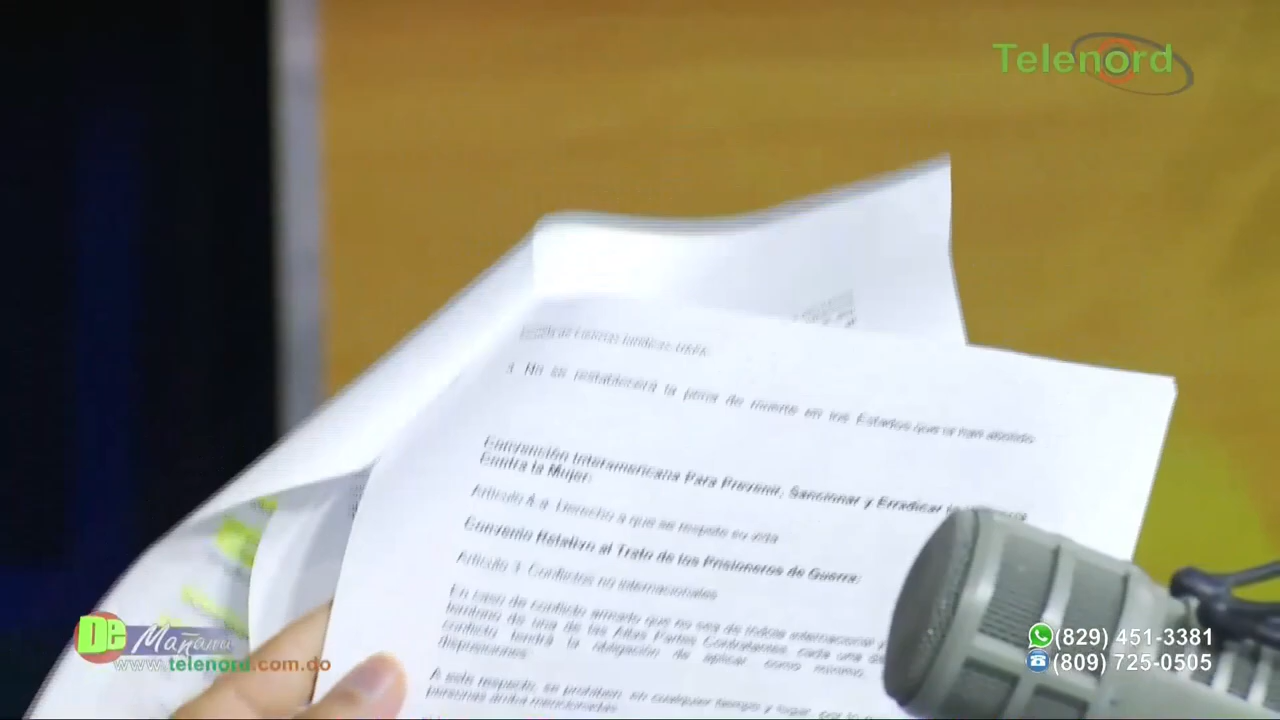 Telenord
3. No se restablecerá la pena de muerte en los Estados que la han abolido
Convención Interamericana Para Prevenir, Sancionar y Erradicar la
Contra la Mujer:
Artículo 4.a. Derecho a que se respete su vida
Convenio Relativo al Trato de los Prisioneros de Guerra:
Artículo 3. Conflictos no internacionales
En caso de conflicto armado que no sea de índole internacional y
territorio de una de las Altas Partes Contratantes, cada una de
conflicto tendrá la obligación de aplicar como mínimo,
disposiciones:
A este respecto, se prohíben, en cualquier tiempo y lugar, por lo
personas arriba mencionadas
De Mañana
www.telenord.com.do
(829) 451-3381
(809) 725-0505